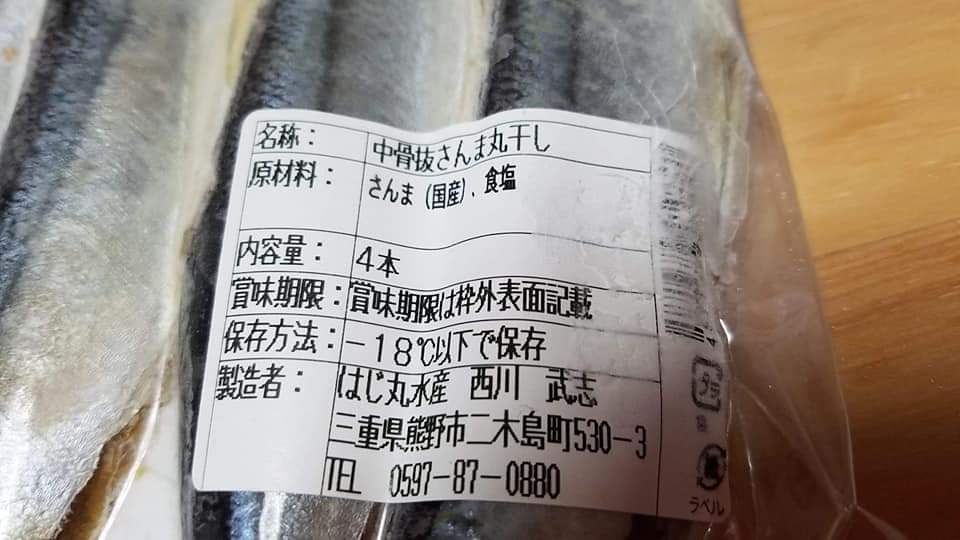 名称： 中骨抜さんま丸干し
原材料： さんま（国産）、食塩
内容量： 4本
賞味期限： 賞味期限は枠外表面記載
保存方法： －18℃以下で保存
製造者： はじ丸水産 西川 武志
三重県熊野市二木島町530－3
TEL 0597-87-0880
プラ
ラベル